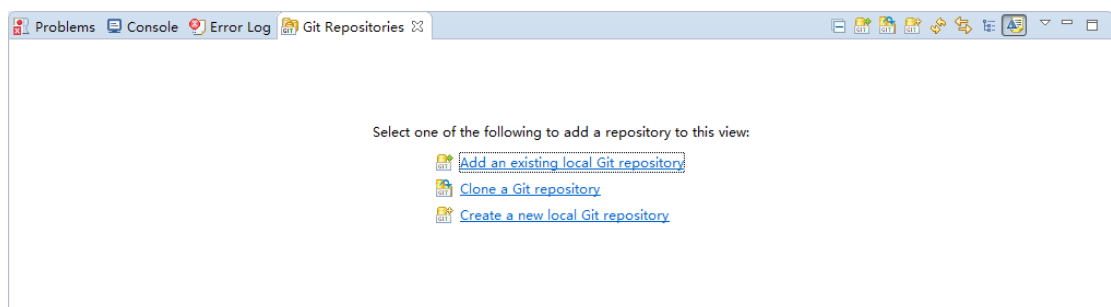 Problems Console Error Log Git Repositories
Select one of the following to add a repository to this view:
Add an existing local Git repository
Clone a Git repository
Create a new local Git repository